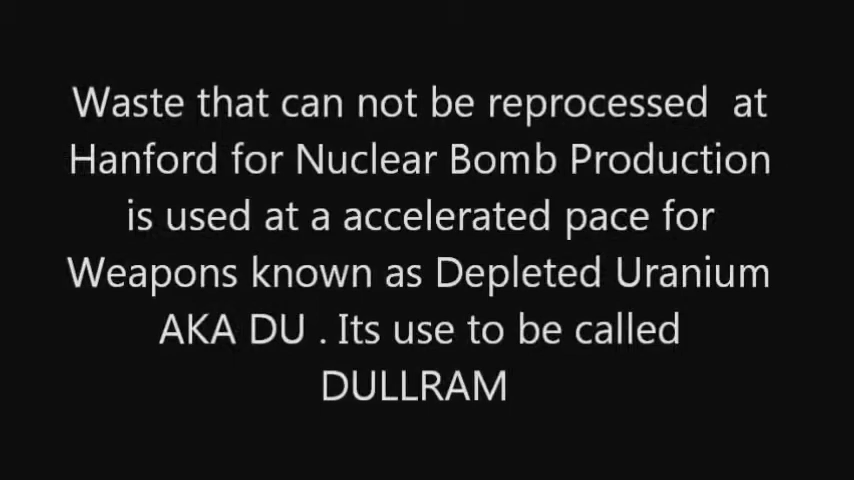 Waste that can not be reprocessed  at
Hanford for Nuclear Bomb Production
is used at a accelerated pace for
Weapons known as Depleted Uranium
AKA DU . Its use to be called
DULLRAM